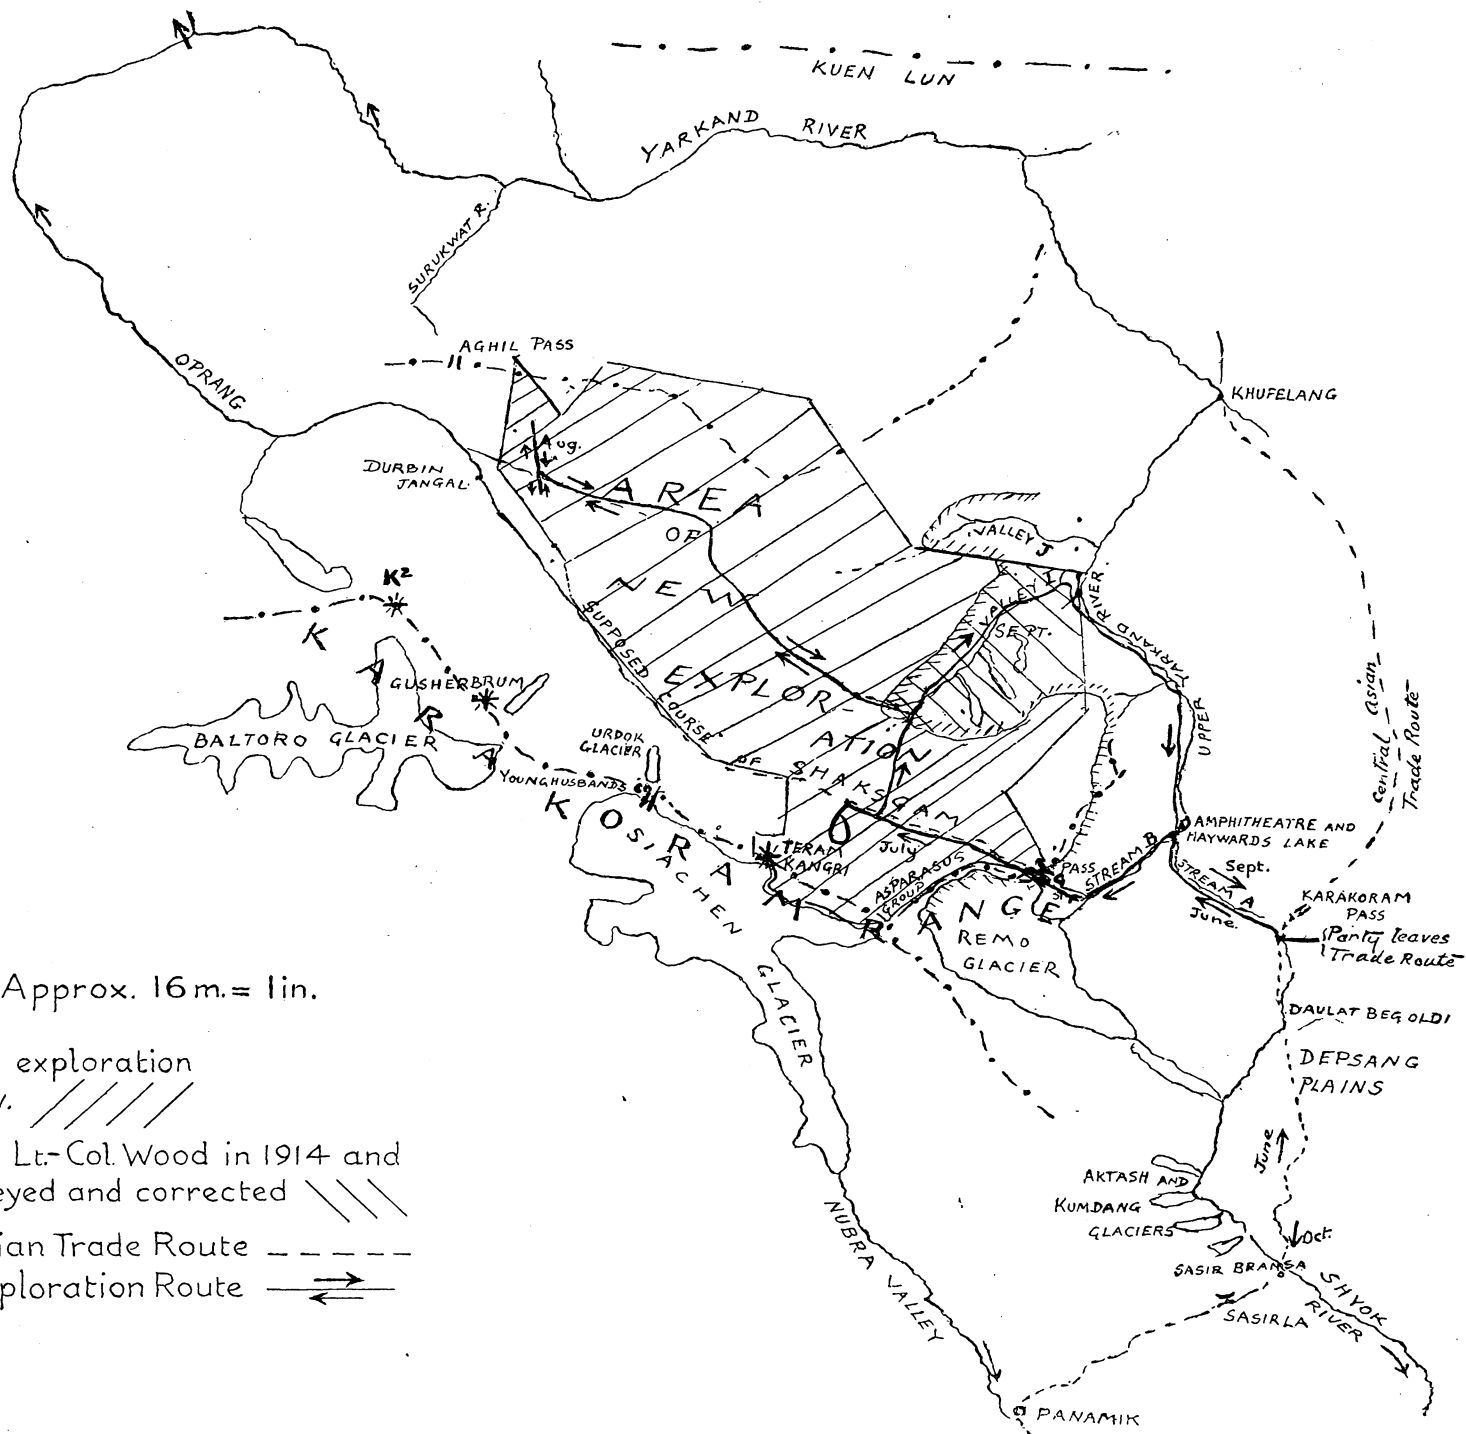 KUEN LUN
YARKAND RIVER
SURUKWAT R.
AGHIL PASS
OPRANG
KHUFELANG
DURBIN
JANGAL
Aug.
AREA
OF
NEW
EXPLOR-
ATION
VALLEY J
VALLEY I
SEPT.
K2
KARAKORAM RANGE
GUSHERBRUM
BALTORO GLACIER
URDOK
GLACIER
YOUNGHUSBANDS
SUPPOSED COURSE OF SHAKSGAM
UPPER YARKAND RIVER
Central Asian
Trade Route
AMPHITHEATRE AND
HAYWARDS LAKE
TERAM
KANGRI
July
ASPARASUS
GROUP
PASS
STREAM B
STREAM A
Sept.
June.
KARAKORAM
PASS
Party leaves
Trade Route
SIACHEN GLACIER
REMO
GLACIER
DAULAT BEG OLDI
DEPSANG
PLAINS
June
Approx. 16 m. = 1 in.
exploration
Lt.-Col. Wood in 1914 and
eyed and corrected
ian Trade Route
ploration Route
AKTASH AND
KUMDANG
GLACIERS
Oct.
SASIR BRANSA
SASIRLA
SHYOK
RIVER
NUBRA VALLEY
PANAMIK